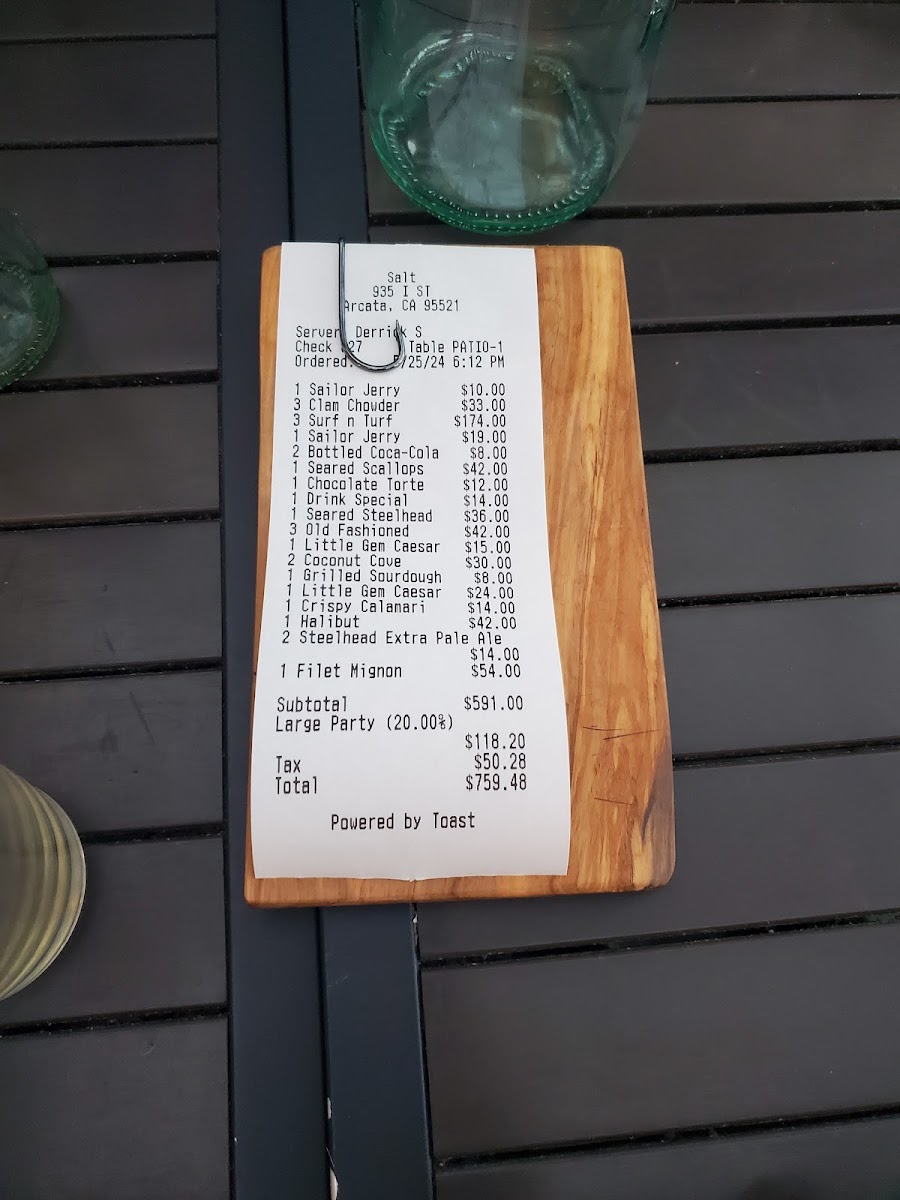 Salt
935 I ST
Arcata, CA 95521
Server: Derrick S
Check 27 Table PATIO-1
Ordered: /25/24 6:12 PM
1 Sailor Jerry $10.00
3 Clam Chowder $33.00
3 Surf n Turf $174.00
1 Sailor Jerry $19.00
2 Bottled Coca-Cola $8.00
1 Seared Scallops $42.00
1 Chocolate Torte $12.00
1 Drink Special $14.00
1 Seared Steelhead $36.00
3 Old Fashioned $42.00
1 Little Gem Caesar $15.00
2 Coconut Cove $30.00
1 Grilled Sourdough $8.00
1 Little Gem Caesar $24.00
1 Crispy Calamari $14.00
1 Halibut $42.00
2 Steelhead Extra Pale Ale
$14.00
1 Filet Mignon $54.00
Subtotal $591.00
Large Party (20.00%)
$118.20
Tax $50.28
Total $759.48
Powered by Toast